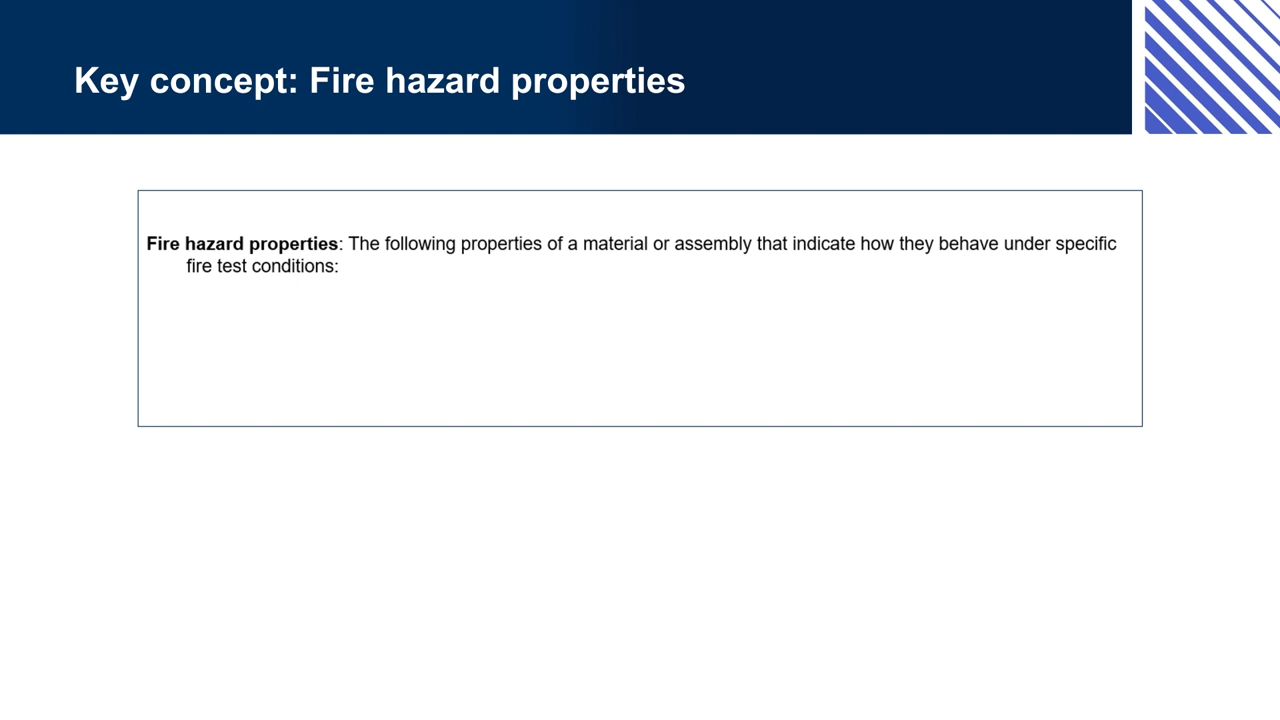 Key concept: Fire hazard properties
Fire hazard properties: The following properties of a material or assembly that indicate how they behave under specific
fire test conditions: